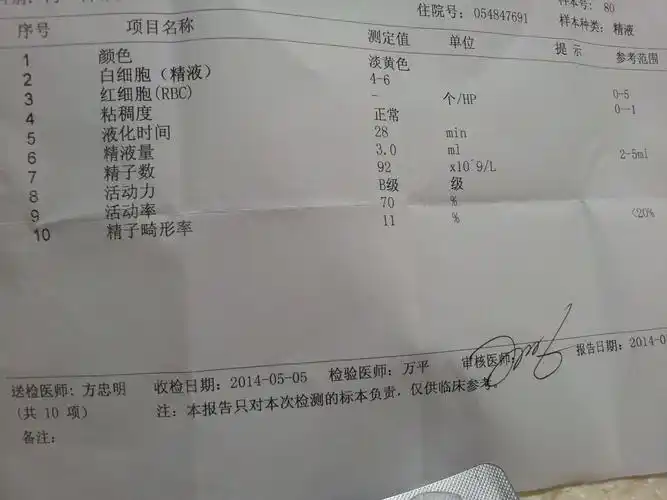 住院号: 054847691 样本号: 80
样本种类: 精液
序号 项目名称 测定值 单位 提 示 参考范围
1 颜色 淡黄色
2 白细胞（精液） 4-6 0-5
3 红细胞(RBC) - 个/HP 0--1
4 粘稠度 正常
5 液化时间 28 min
6 精液量 3.0 ml 2-5ml
7 精子数 92 x10^9/L
8 活动力 B级 级
9 活动率 70 % <20%
10 精子畸形率 11 %
送检医师: 方忠明 收检日期: 2014-05-05 检验医师: 万平 审核医师: 报告日期: 2014-0
(共 10 项) 注: 本报告只对本次检测的标本负责, 仅供临床参考。
备注: